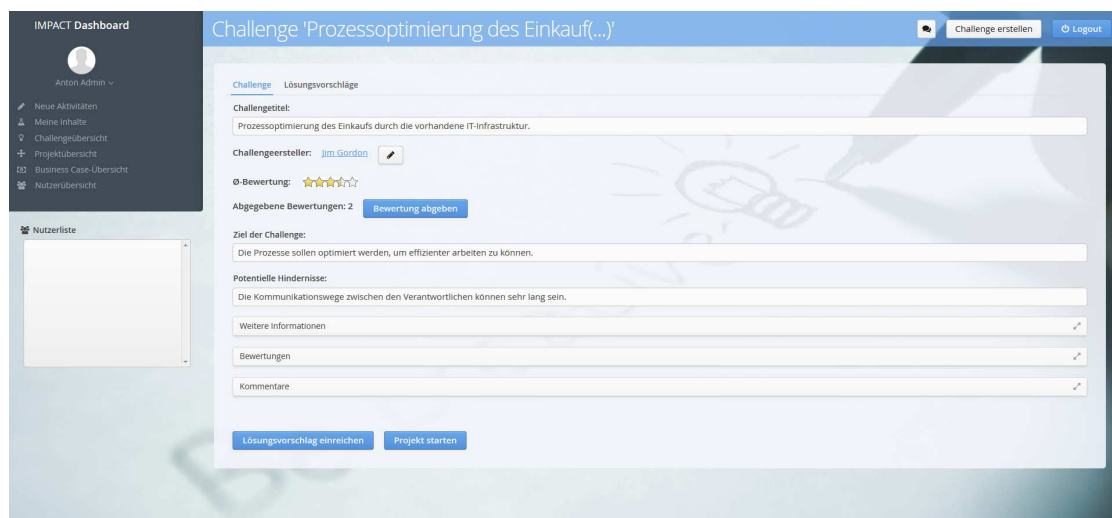 IMPACT Dashboard
Anton Admin
Neue Aktivitäten
Meine Inhalte
Challengeübersicht
Projektübersicht
Business Case-Übersicht
Nutzerübersicht
Nutzerliste
Challenge 'Prozessoptimierung des Einkauf(...)'
Challenge erstellen
Logout
Challenge Lösungsvorschläge
Challengetitel:
Prozessoptimierung des Einkaufs durch die vorhandene IT-Infrastruktur.
Challengeersteller: Jim Gordon
Ø-Bewertung:
Abgegebene Bewertungen: 2 Bewertung abgeben
Ziel der Challenge:
Die Prozesse sollen optimiert werden, um effizienter arbeiten zu können.
Potentielle Hindernisse:
Die Kommunikationswege zwischen den Verantwortlichen können sehr lang sein.
Weitere Informationen
Bewertungen
Kommentare
Lösungsvorschlag einreichen Projekt starten